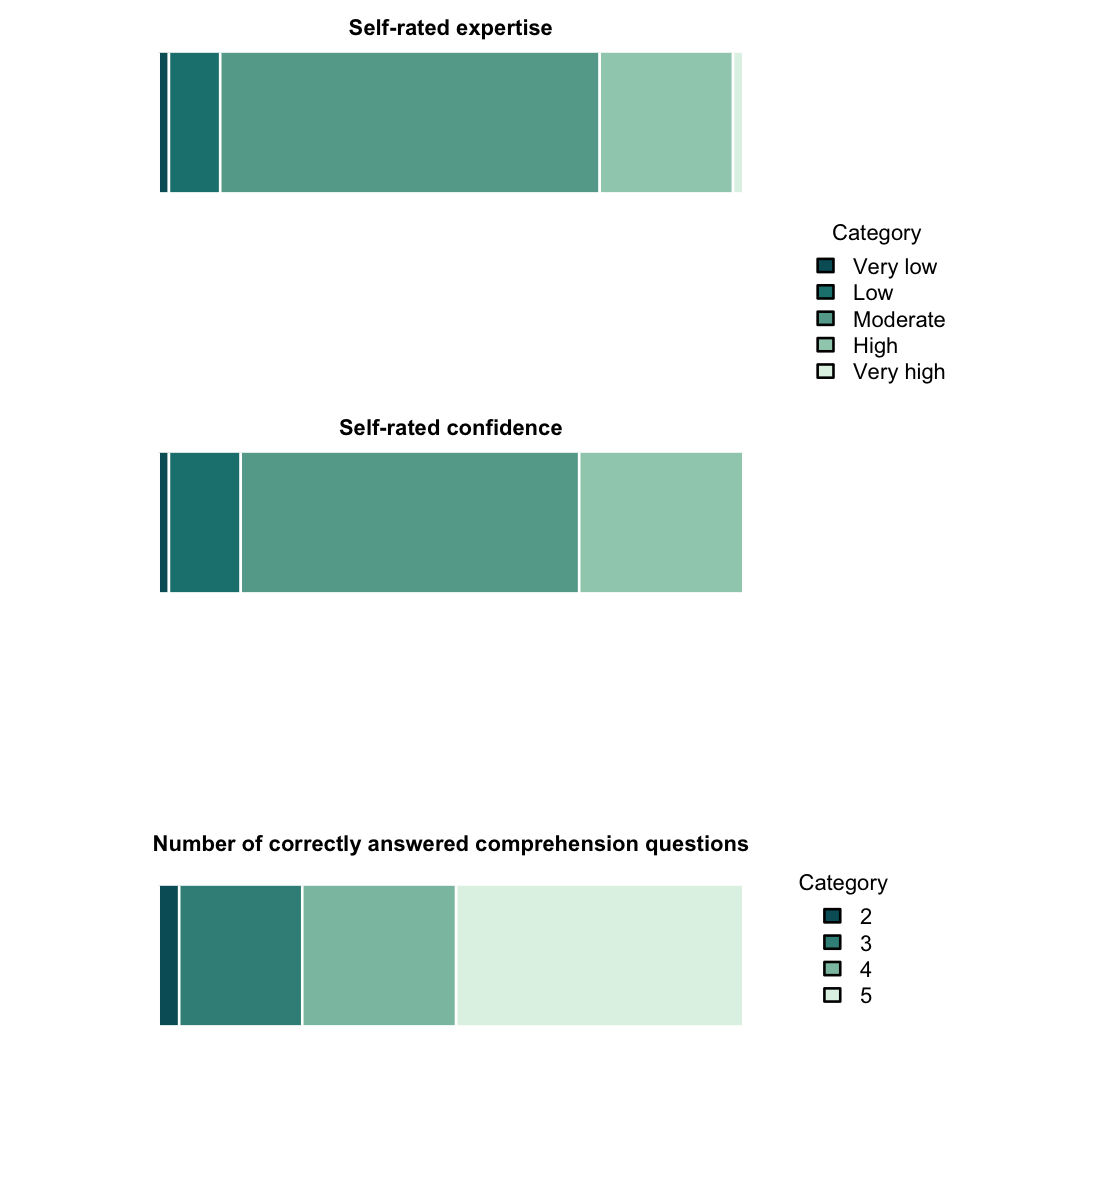 Self-rated expertise
Category
Very low
Low
Moderate
High
Very high
Self-rated confidence
Number of correctly answered comprehension questions
Category
2
3
4
5